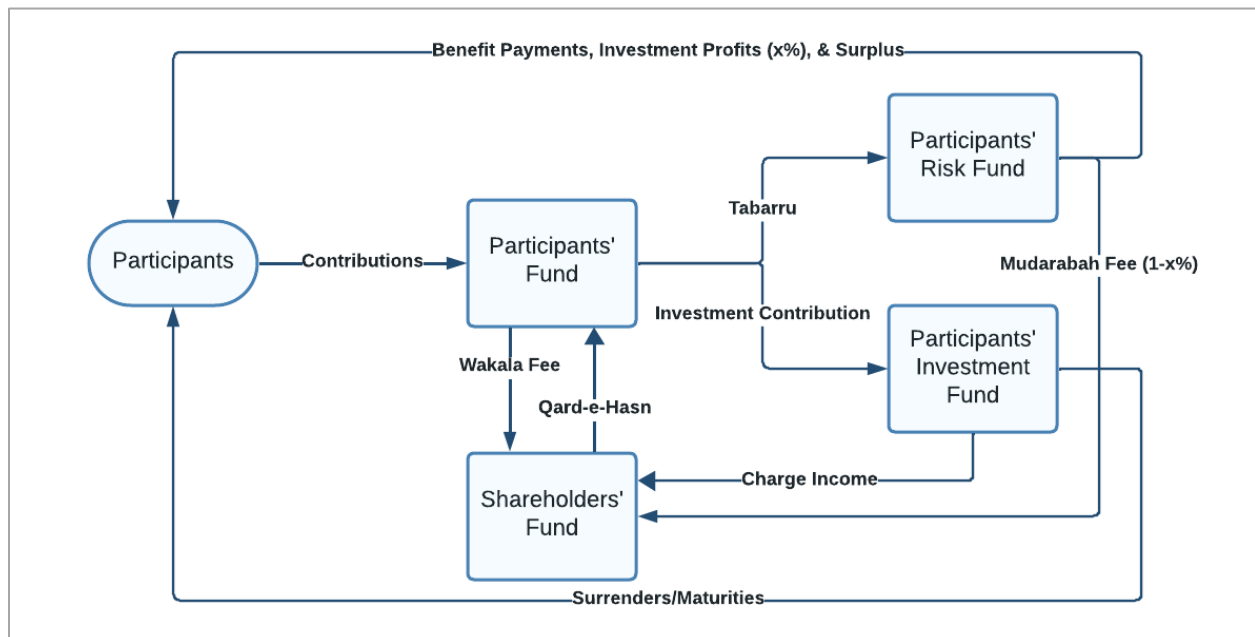 Benefit Payments, Investment Profits (x%), & Surplus
Participants'
Risk Fund
Tabarru
Participants
Contributions
Participants'
Fund
Mudarabah Fee (1-x%)
Investment Contribution
Participants'
Investment
Fund
Wakala Fee
Qard-e-Hasn
Charge Income
Shareholders'
Fund
Surrenders/Maturities